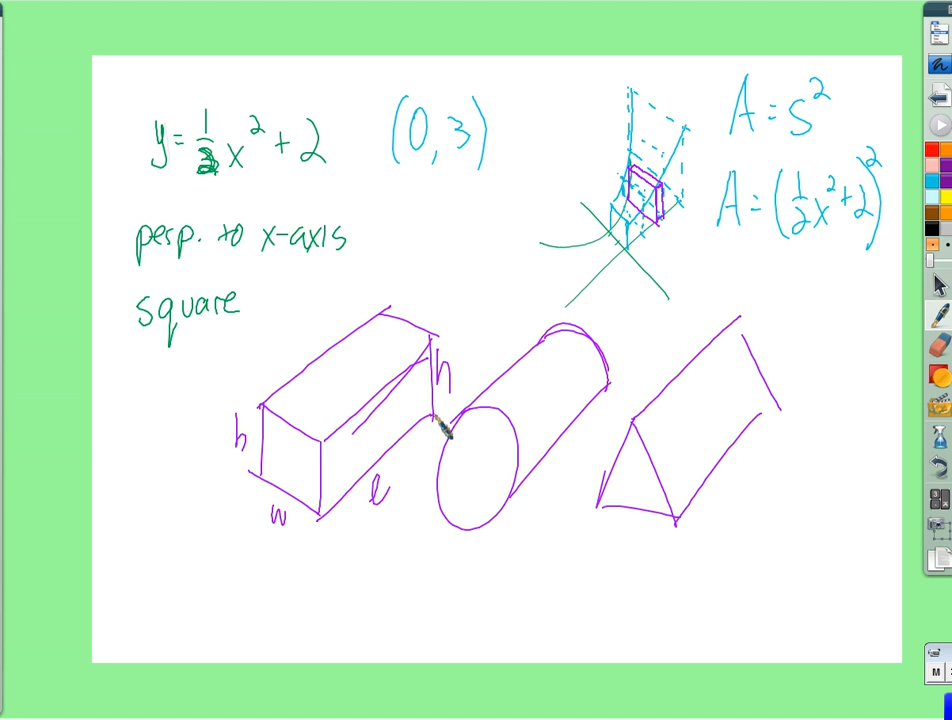 y = 1/2 x² + 2
(0, 3)
A = S²
A = (1/2 x² + 2)²
perp. to x-axis
square
h
h
w
l
M